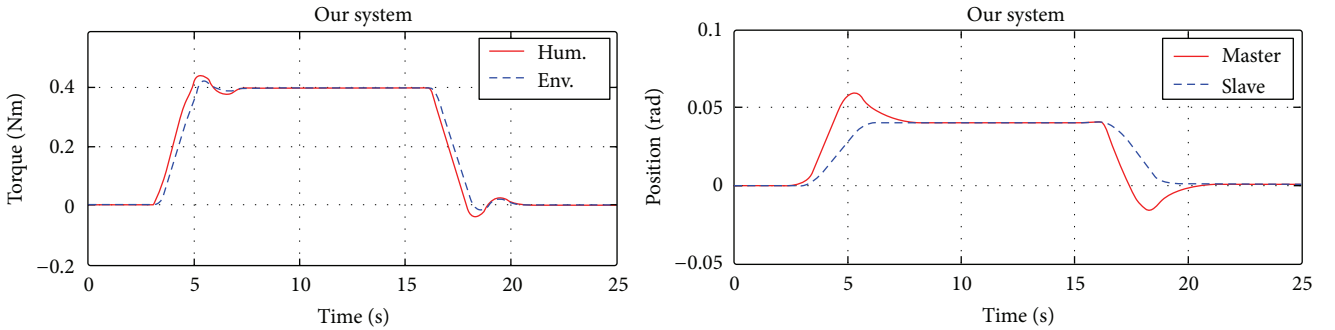 Our system
Torque (Nm)
0.4
0.2
0
−0.2
Hum.
Env.
0 5 10 15 20 25
Time (s)
Our system
Position (rad)
0.1
0.05
0
−0.05
Master
Slave
0 5 10 15 20 25
Time (s)